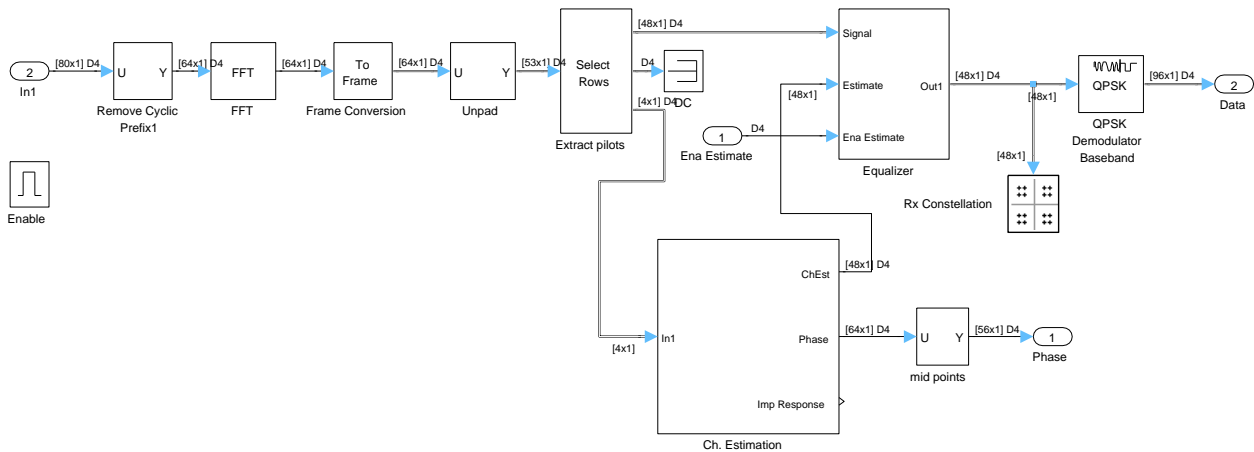 2
In1
[80x1] D4
U
Y
Remove Cyclic
Prefix1
[64x1] D4
FFT
FFT
[64x1] D4
To
Frame
Frame Conversion
[64x1] D4
U
Y
Unpad
[53x1] D4
Select
Rows
Extract pilots
[48x1] D4
D4
DC
[4x1] D4
Enable
1
Ena Estimate
D4
[48x1]
Signal
Estimate
Ena Estimate
Out1
Equalizer
[48x1] D4
[48x1]
QPSK
QPSK
Demodulator
Baseband
[96x1] D4
2
Data
[48x1]
Rx Constellation
[4x1]
In1
ChEst
Phase
Imp Response
Ch. Estimation
[48x1] D4
[64x1] D4
U
Y
mid points
[56x1] D4
1
Phase